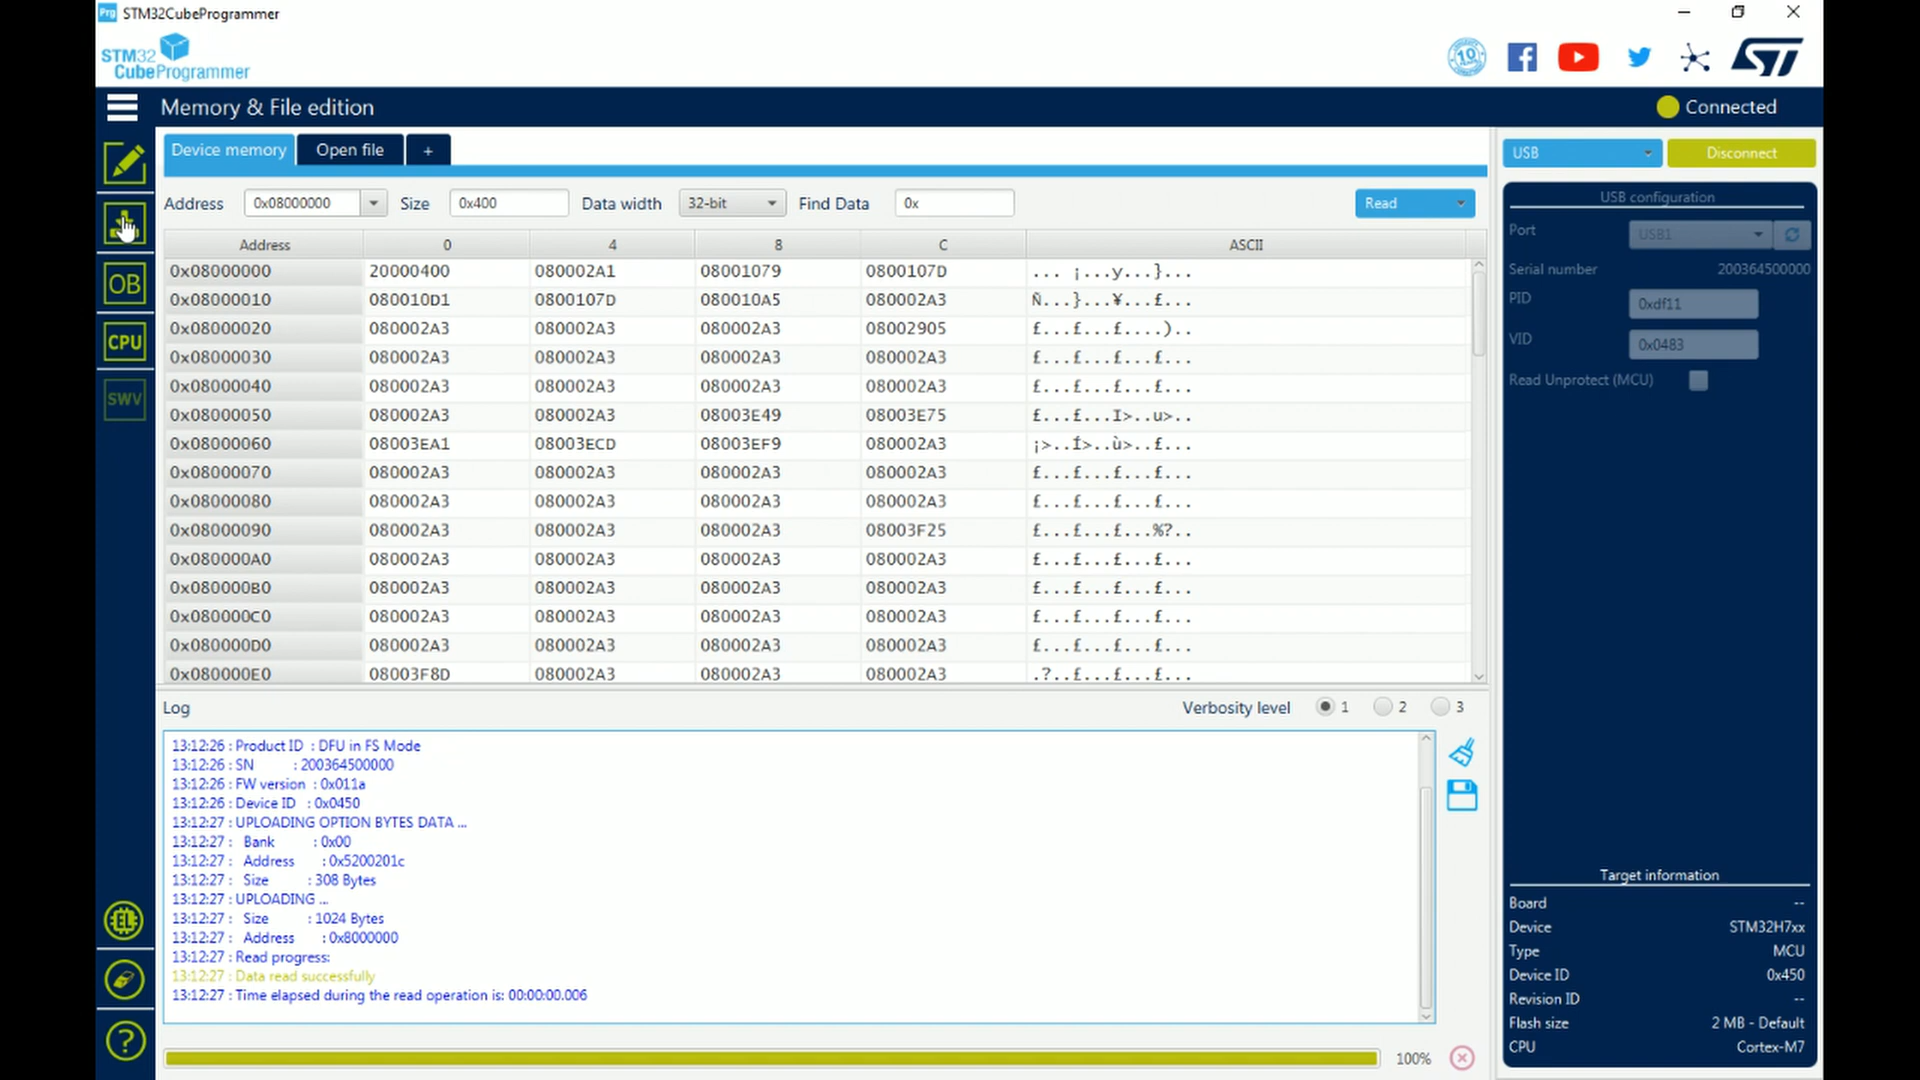 Prg STM32CubeProgrammer
STM32
CubeProgrammer
10
ST
Memory & File edition
Connected
Device memory Open file +
USB Disconnect
Address 0x08000000 Size 0x400 Data width 32-bit Find Data 0x Read
USB configuration
Port USB1
Serial number 200364500000
PID 0xdf11
VID 0x0483
Read Unprotect (MCU)
OB
CPU
SWV
Address 0 4 8 C ASCII
0x08000000 20000400 080002A1 08001079 0800107D ... ¡...y...}...
0x08000010 080010D1 0800107D 080010A5 080002A3 Ñ...}...¥...£...
0x08000020 080002A3 080002A3 080002A3 08002905 £...£...£....)..
0x08000030 080002A3 080002A3 080002A3 080002A3 £...£...£...£...
0x08000040 080002A3 080002A3 080002A3 080002A3 £...£...£...£...
0x08000050 080002A3 080002A3 08003E49 08003E75 £...£...I>..u>..
0x08000060 08003EA1 08003ECD 08003EF9 080002A3 ¡>..Í>..ù>..£...
0x08000070 080002A3 080002A3 080002A3 080002A3 £...£...£...£...
0x08000080 080002A3 080002A3 080002A3 080002A3 £...£...£...£...
0x08000090 080002A3 080002A3 080002A3 08003F25 £...£...£...%?..
0x080000A0 080002A3 080002A3 080002A3 080002A3 £...£...£...£...
0x080000B0 080002A3 080002A3 080002A3 080002A3 £...£...£...£...
0x080000C0 080002A3 080002A3 080002A3 080002A3 £...£...£...£...
0x080000D0 080002A3 080002A3 080002A3 080002A3 £...£...£...£...
0x080000E0 08003F8D 080002A3 080002A3 080002A3 .?..£...£...£...
Log Verbosity level 1 2 3
13:12:26 : Product ID : DFU in FS Mode
13:12:26 : SN : 200364500000
13:12:26 : FW version : 0x011a
13:12:26 : Device ID : 0x0450
13:12:27 : UPLOADING OPTION BYTES DATA ...
13:12:27 : Bank : 0x00
13:12:27 : Address : 0x5200201c
13:12:27 : Size : 308 Bytes
13:12:27 : UPLOADING ...
13:12:27 : Size : 1024 Bytes
13:12:27 : Address : 0x8000000
13:12:27 : Read progress:
13:12:27 : Data read successfully
13:12:27 : Time elapsed during the read operation is: 00:00:00.006
EL
?
100%
Target information
Board --
Device STM32H7xx
Type MCU
Device ID 0x450
Revision ID --
Flash size 2 MB - Default
CPU Cortex-M7